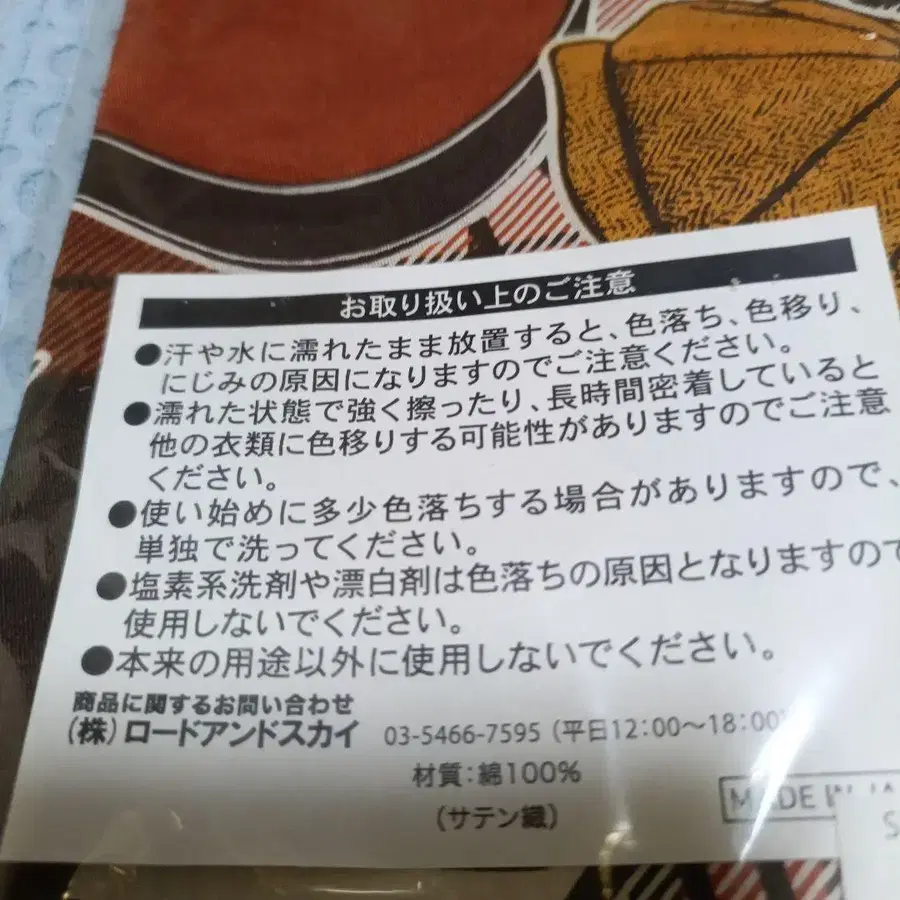 お取り扱い上のご注意
●汗や水に濡れたまま放置すると、色落ち、色移り、
にじみの原因になりますのでご注意ください。
●濡れた状態で強く擦ったり、長時間密着していると
他の衣類に色移りする可能性がありますのでご注意
ください。
●使い始めに多少色落ちする場合がありますので、
単独で洗ってください。
●塩素系洗剤や漂白剤は色落ちの原因となりますので
使用しないでください。
●本来の用途以外に使用しないでください。
商品に関するお問い合わせ
(株)ロードアンドスカイ 03-5466-7595 (平日12:00～18:00)
材質:綿100%
(サテン織)
MADE IN